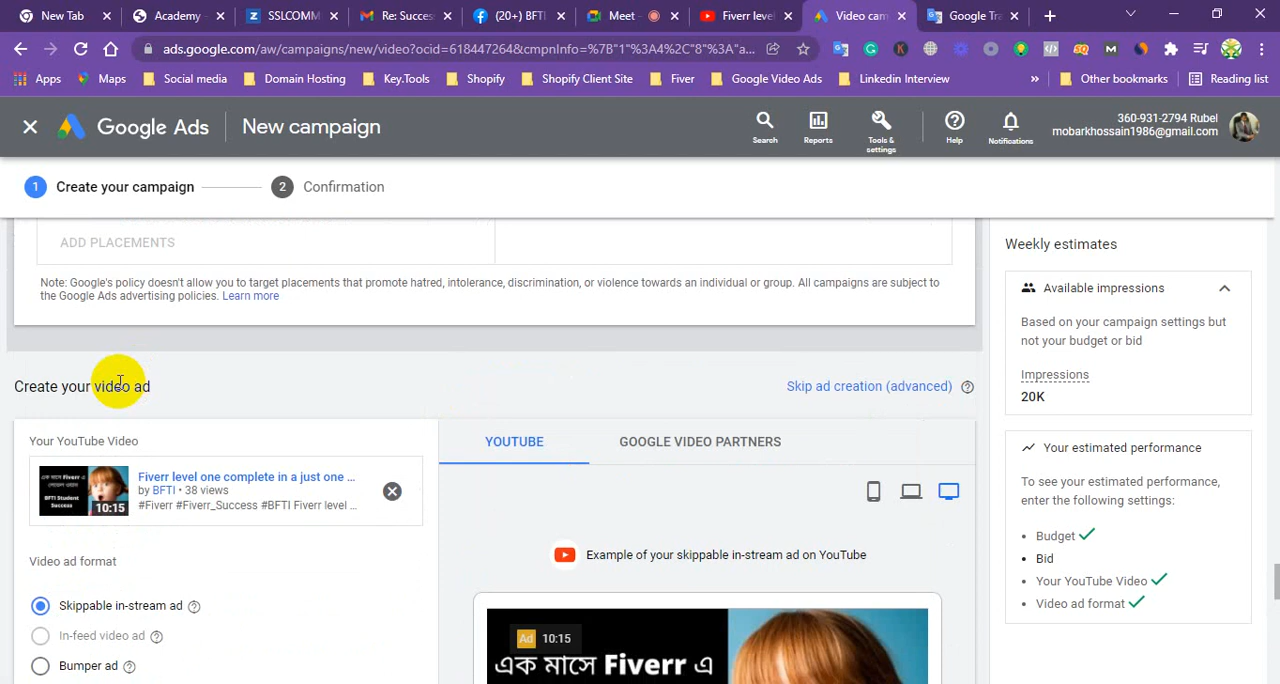 New Tab
Academy -
SSLCOMM
Re: Succes
(20+) BFTI
Meet -
Fiverr level
Video cam
Google Tra
ads.google.com/aw/campaigns/new/video?ocid=618447264&cmpnInfo=%7B"1"%3A4%2C"8"%3A"a...
Apps
Maps
Social media
Domain Hosting
Key.Tools
Shopify
Shopify Client Site
Fiver
Google Video Ads
Linkedin Interview
»
Other bookmarks
Reading list
Google Ads
New campaign
Search
Reports
Tools & settings
Help
Notifications
360-931-2794 Rubel
mobarkhossain1986@gmail.com
1 Create your campaign
2 Confirmation
ADD PLACEMENTS
Note: Google's policy doesn't allow you to target placements that promote hatred, intolerance, discrimination, or violence towards an individual or group. All campaigns are subject to
the Google Ads advertising policies. Learn more
Create your video ad
Skip ad creation (advanced)
Your YouTube Video
এক মাসে Fiverr এ
BFTI Student
Success
10:15
Fiverr level one complete in a just one ...
by BFTI • 38 views
#Fiverr #Fiverr_Success #BFTI Fiverr level ...
Video ad format
Skippable in-stream ad
In-feed video ad
Bumper ad
YOUTUBE
GOOGLE VIDEO PARTNERS
Example of your skippable in-stream ad on YouTube
Ad 10:15
এক মাসে Fiverr এ
Weekly estimates
Available impressions
Based on your campaign settings but
not your budget or bid
Impressions
20K
Your estimated performance
To see your estimated performance,
enter the following settings:
• Budget
• Bid
• Your YouTube Video
• Video ad format